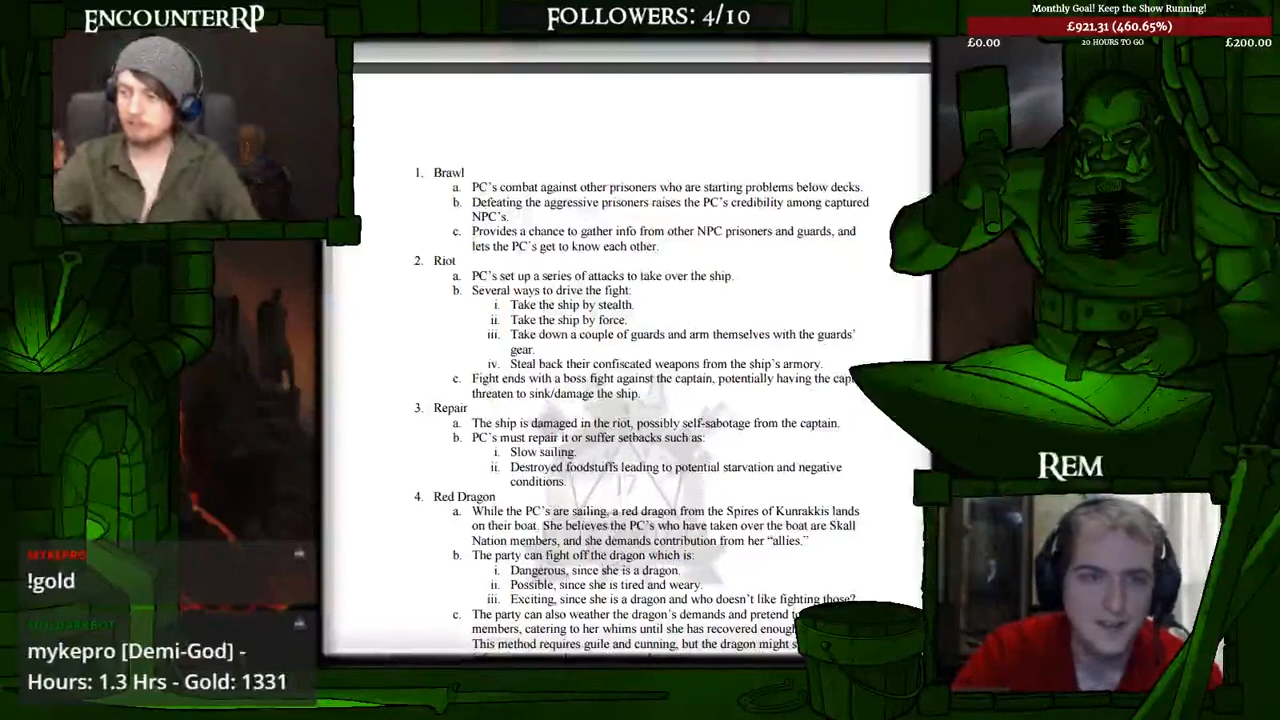 EncounterRP
Followers: 4/10
Monthly Goal! Keep the Show Running!
£921.31 (460.65%)
£0.00
20 HOURS TO GO
£200.00
1. Brawl
a. PC's combat against other prisoners who are starting problems below decks.
b. Defeating the aggressive prisoners raises the PC's credibility among captured
NPC's.
c. Provides a chance to gather info from other NPC prisoners and guards, and
lets the PC's get to know each other.
2. Riot
a. PC's set up a series of attacks to take over the ship.
b. Several ways to drive the fight:
i. Take the ship by stealth.
ii. Take the ship by force.
iii. Take down a couple of guards and arm themselves with the guards'
gear.
iv. Steal back their confiscated weapons from the ship's armory.
c. Fight ends with a boss fight against the captain, potentially having the
threaten to sink/damage the ship.
3. Repair
a. The ship is damaged in the riot, possibly self-sabotage from the captain.
b. PC's must repair it or suffer setbacks such as:
i. Slow sailing.
ii. Destroyed foodstuffs leading to potential starvation and negative
conditions.
4. Red Dragon
a. While the PC's are sailing, a red dragon from the Spires of Kunrakkis lands
on their boat. She believes the PC's who have taken over the boat are Skall
Nation members, and she demands contribution from her “allies.”
b. The party can fight off the dragon which is:
i. Dangerous, since she is a dragon.
ii. Possible, since she is tired and weary.
iii. Exciting, since she is a dragon and who doesn't like fighting those?
c. The party can also weather the dragon's demands and pretend
members, catering to her whims until she has recovered enough
This method requires guile and cunning, but the dragon might
Rem
MYKEPRO
!gold
MOLDARKBOT
mykepro [Demi-God] -
Hours: 1.3 Hrs - Gold: 1331